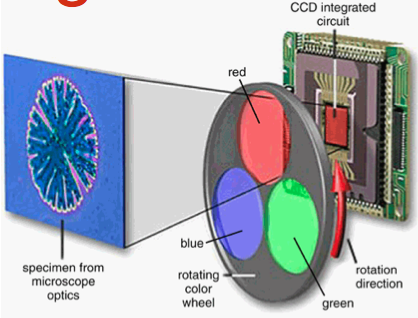 CCD integrated
circuit
red
blue
specimen from
microscope
optics
rotating
color
wheel
rotation
direction
green